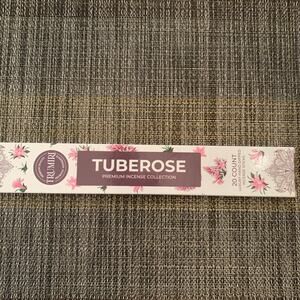 TRUMIRI
TUBEROSE
PREMIUM INCENSE COLLECTION
20 COUNT